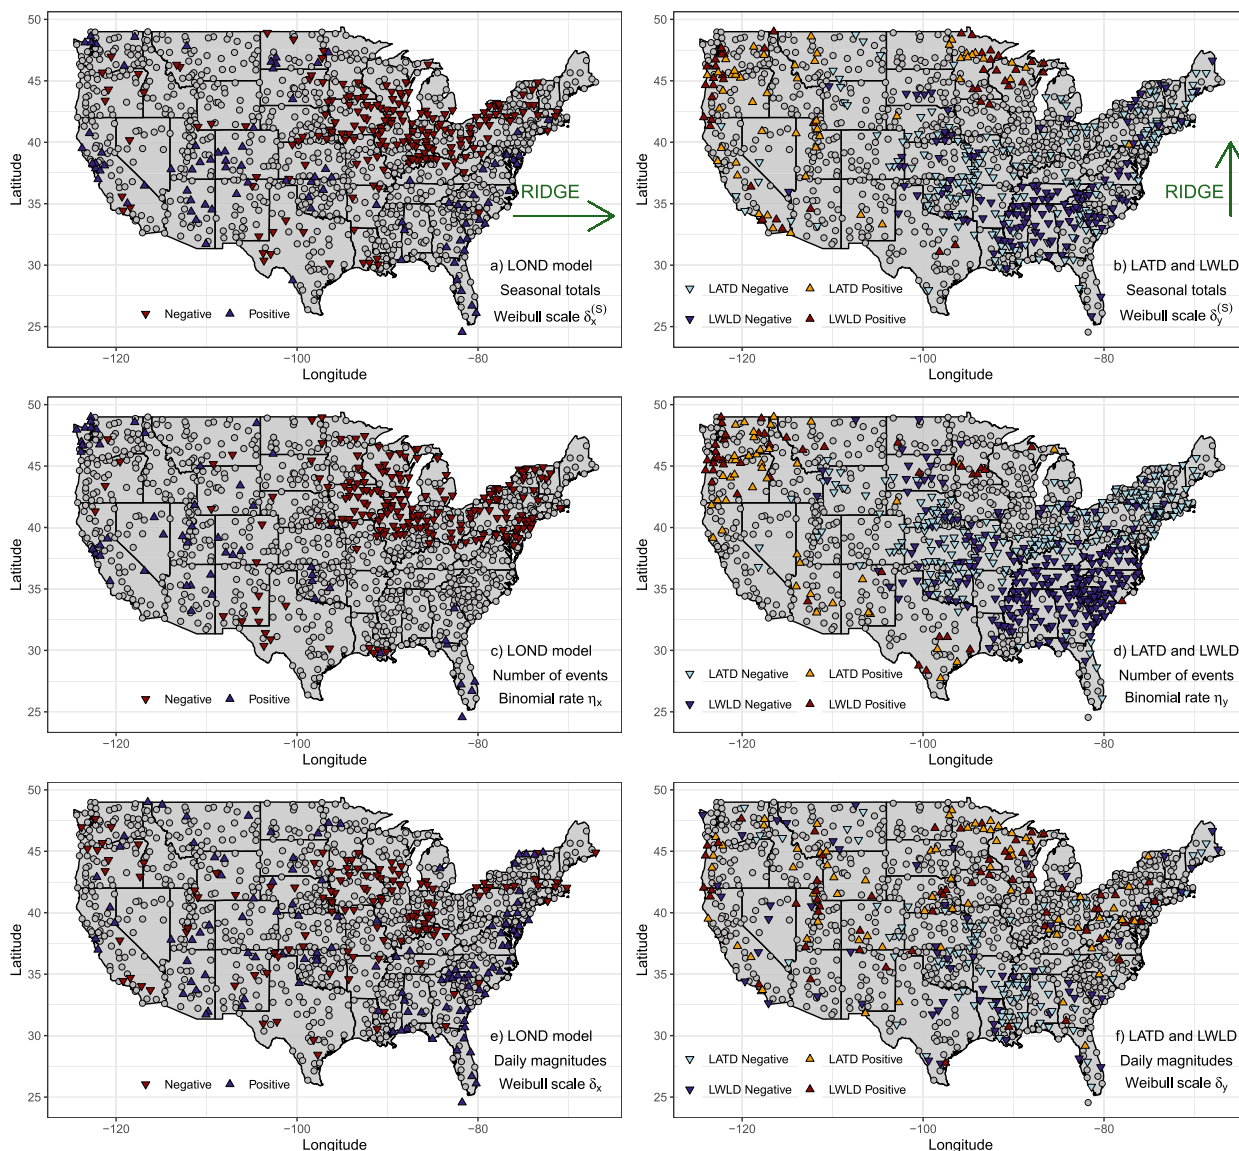 50
45
40
35
30
25
Latitude
RIDGE
a) LOND model
Seasonal totals
Weibull scale δx(S)
Negative
Positive
−120
−100
−80
Longitude
50
45
40
35
30
25
Latitude
RIDGE
b) LATD and LWLD
LATD Negative
LATD Positive
Seasonal totals
LWLD Negative
LWLD Positive
Weibull scale δy(S)
−120
−100
−80
Longitude
50
45
40
35
30
25
Latitude
c) LOND model
Number of events
Negative
Positive
Binomial rate ηx
−120
−100
−80
Longitude
50
45
40
35
30
25
Latitude
d) LATD and LWLD
LATD Negative
LATD Positive
Number of events
LWLD Negative
LWLD Positive
Binomial rate ηy
−120
−100
−80
Longitude
50
45
40
35
30
25
Latitude
e) LOND model
Daily magnitudes
Negative
Positive
Weibull scale δx
−120
−100
−80
Longitude
50
45
40
35
30
25
Latitude
f) LATD and LWLD
LATD Negative
LATD Positive
Daily magnitudes
LWLD Negative
LWLD Positive
Weibull scale δy
−120
−100
−80
Longitude